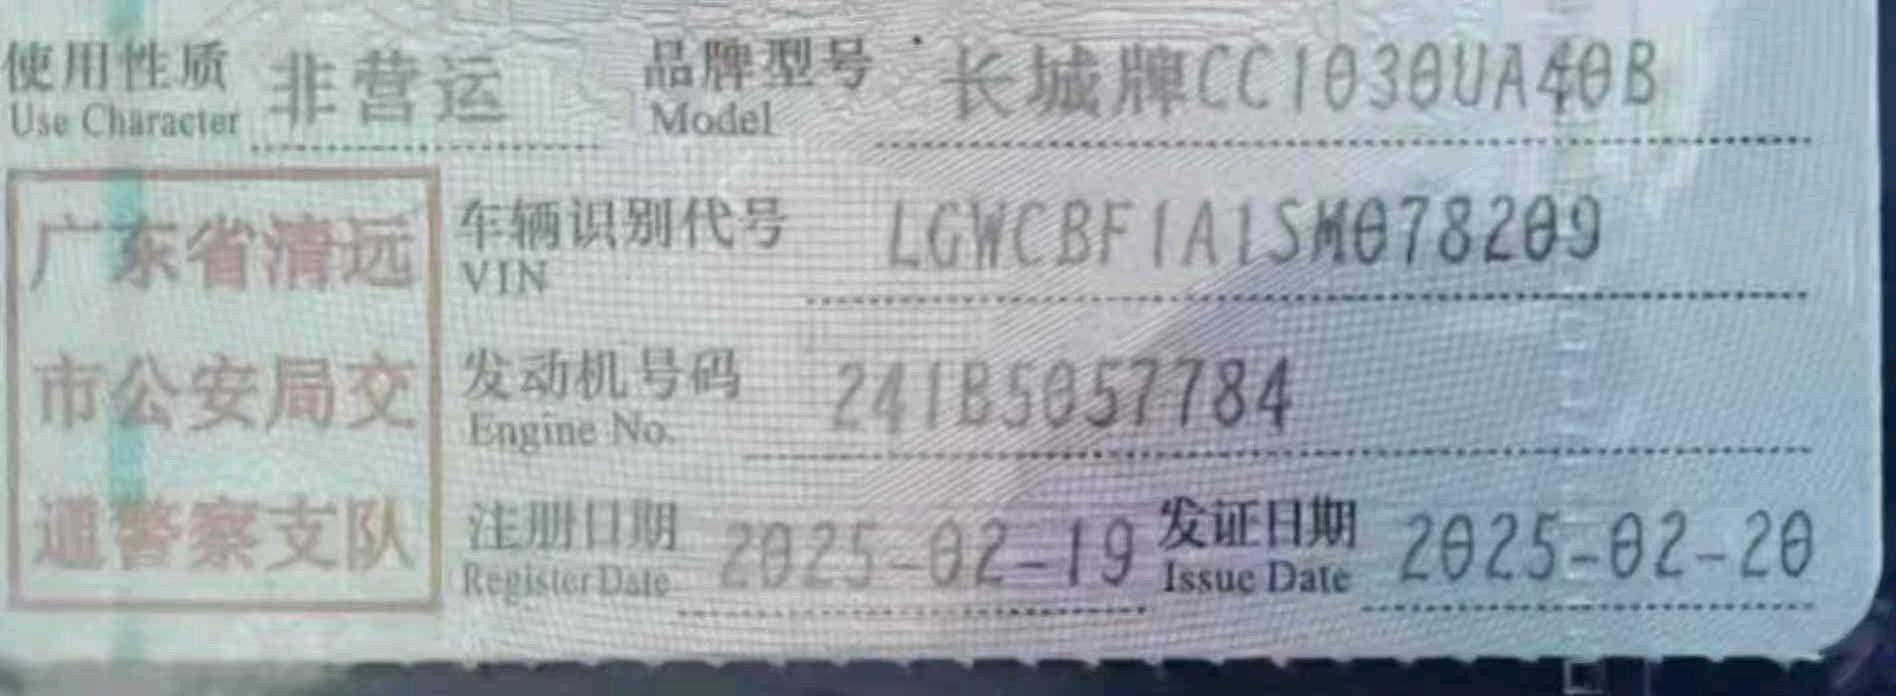 使用性质 非营运 品牌型号 长城牌CC1030UA40B
Use Character Model
广东省清远 车辆识别代号 LGWCBF1A1SM078209
VIN
市公安局交 发动机号码 241B5057784
Engine No.
通警察支队 注册日期 2025-02-19 发证日期 2025-02-20
Register Date Issue Date